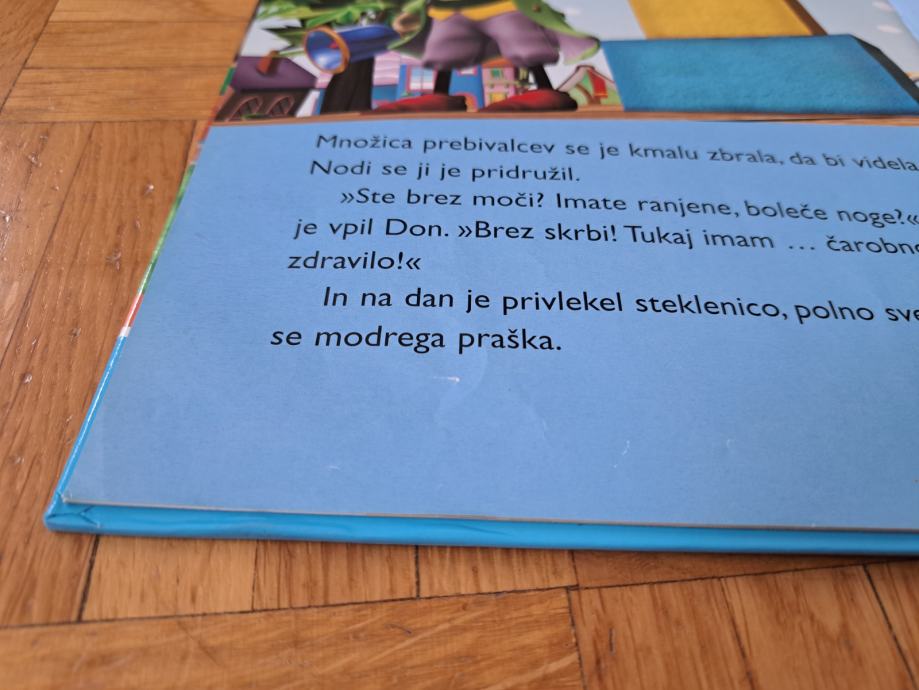 Množica prebivalcev se je kmalu zbrala, da bi videla
Nodi se ji je pridružil.
»Ste brez moči? Imate ranjene, boleče noge?«
je vpil Don. »Brez skrbi! Tukaj imam ... čarobno
zdravilo!«
In na dan je privlekel steklenico, polno sve
se modrega praška.